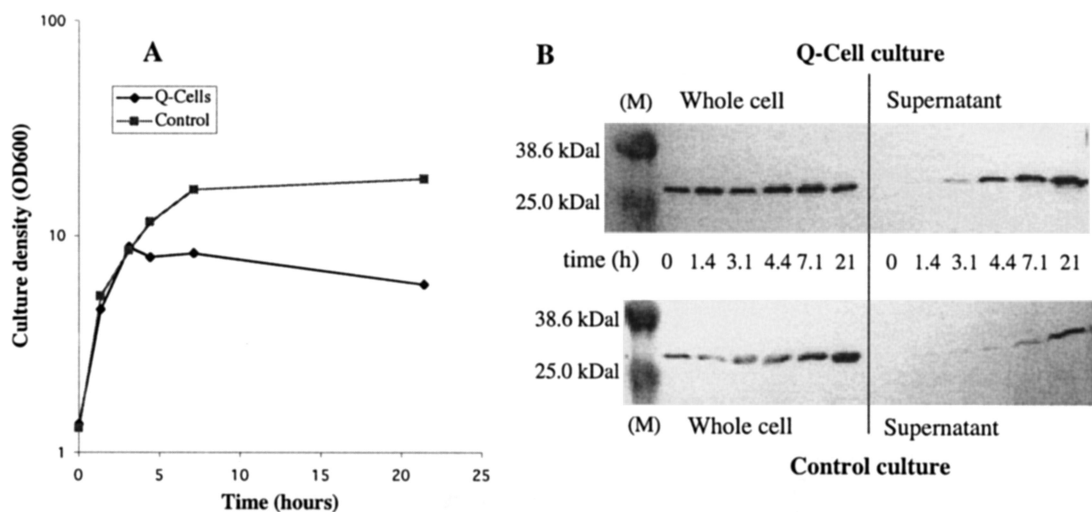 A
Culture density (OD600)
100
10
1
Q-Cells
Control
0 5 10 15 20 25
Time (hours)
B
Q-Cell culture
(M) Whole cell Supernatant
38.6 kDal
25.0 kDal
time (h) 0 1.4 3.1 4.4 7.1 21 0 1.4 3.1 4.4 7.1 21
38.6 kDal
25.0 kDal
(M) Whole cell Supernatant
Control culture